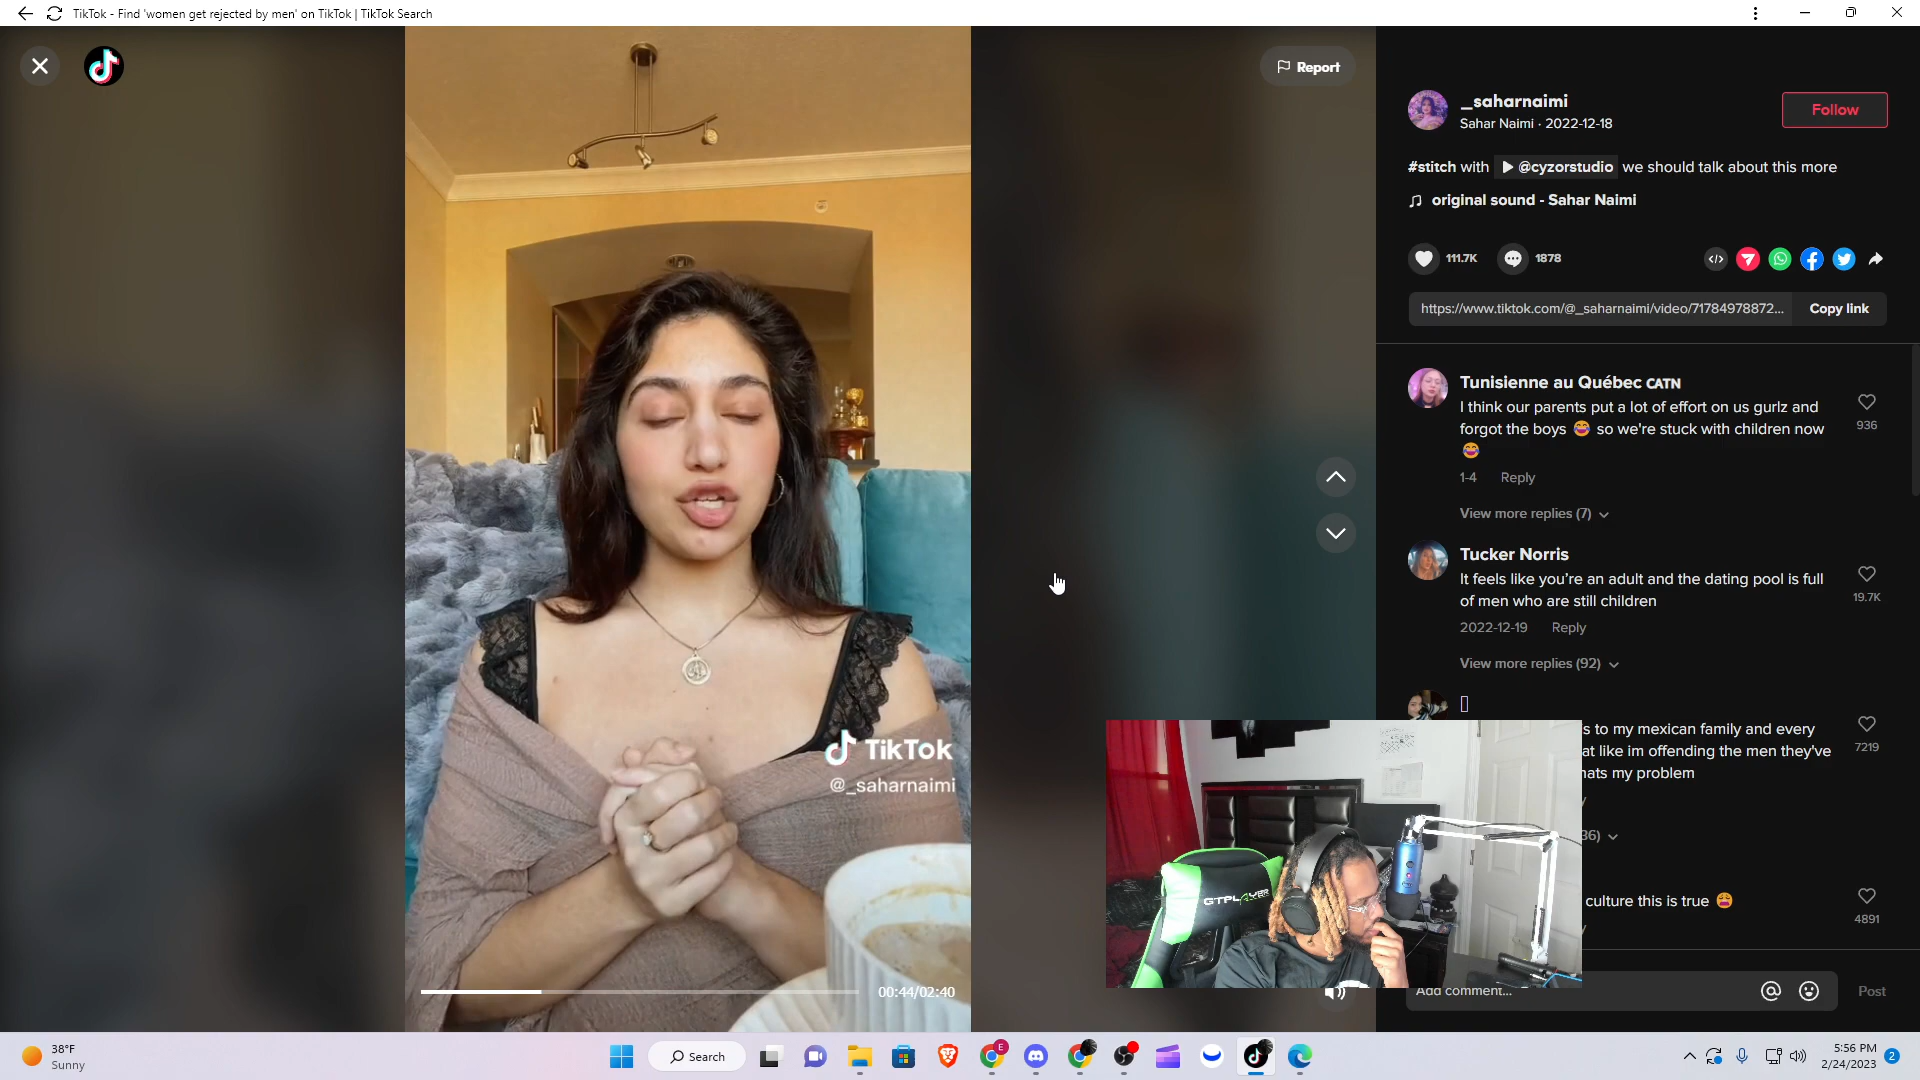 TikTok - Find 'women get rejected by men' on TikTok | TikTok Search
Report
_saharnaimi
Sahar Naimi · 2022-12-18
Follow
#stitch with @cyzorstudio we should talk about this more
original sound - Sahar Naimi
111.7K
1878
https://www.tiktok.com/@_saharnaimi/video/71784978872...
Copy link
Tunisienne au Québec CATN
I think our parents put a lot of effort on us gurlz and
forgot the boys 😂 so we're stuck with children now
😂
936
1-4 Reply
View more replies (7)
Tucker Norris
It feels like you're an adult and the dating pool is full
of men who are still children
19.7K
2022-12-19 Reply
View more replies (92)
s to my mexican family and every
at like im offending the men they've
hats my problem
7219
36)
culture this is true 😩
4891
Add comment...
Post
TikTok
@_saharnaimi
00:44/02:40
GTPLAYER
38°F
Sunny
Search
E
5:56 PM
2/24/2023
2